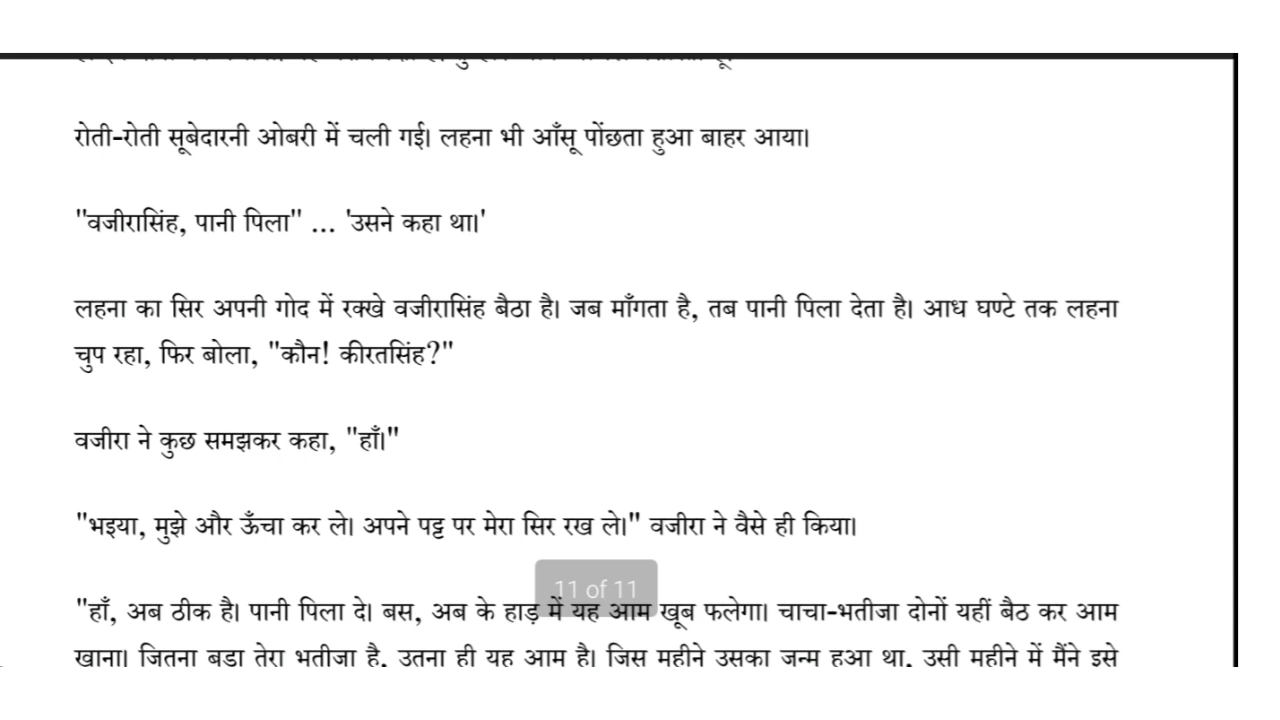 रोती-रोती सूबेदारनी ओबरी में चली गई। लहना भी आँसू पोंछता हुआ बाहर आया।
"वजीरासिंह, पानी पिला" ... 'उसने कहा था।'
लहना का सिर अपनी गोद में रक्खे वजीरासिंह बैठा है। जब माँगता है, तब पानी पिला देता है। आध घण्टे तक लहना
चुप रहा, फिर बोला, "कौन! कीरतसिंह?"
वजीरा ने कुछ समझकर कहा, "हाँ।"
"भइया, मुझे और ऊँचा कर ले। अपने पट्ट पर मेरा सिर रख ले।" वजीरा ने वैसे ही किया।
11 of 11
"हाँ, अब ठीक है। पानी पिला दे। बस, अब के हाड़ में यह आम खूब फलेगा। चाचा-भतीजा दोनों यहीं बैठ कर आम
खाना। जितना बड़ा तेरा भतीजा है, उतना ही यह आम है। जिस महीने उसका जन्म हुआ था, उसी महीने में मैंने इसे